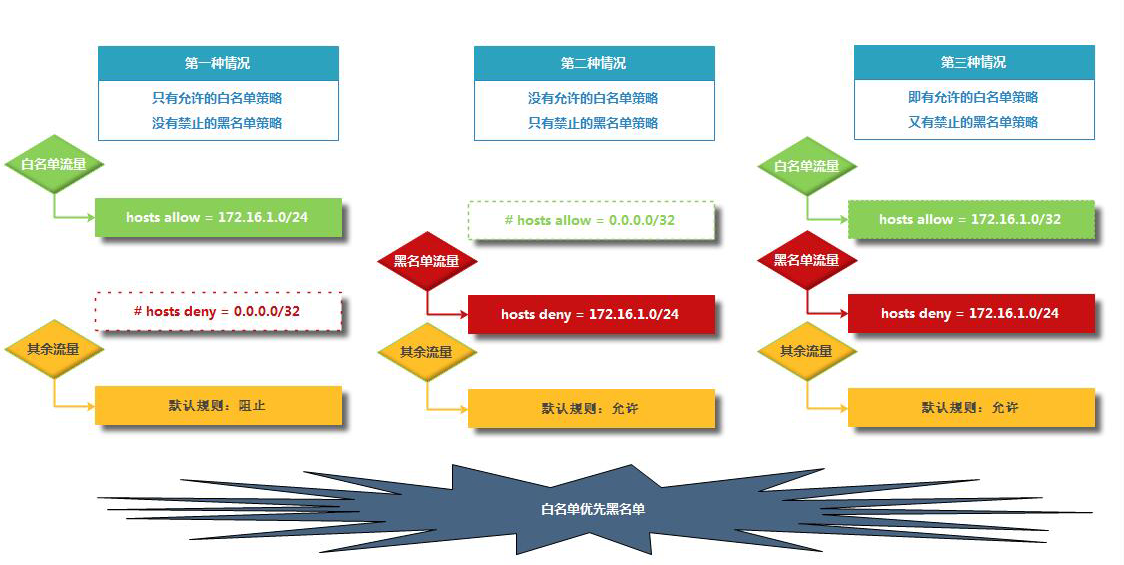 第一种情况
只有允许的白名单策略
没有禁止的黑名单策略
白名单流量
hosts allow = 172.16.1.0/24
# hosts deny = 0.0.0.0/32
其余流量
默认规则：阻止
第二种情况
没有允许的白名单策略
只有禁止的黑名单策略
# hosts allow = 0.0.0.0/32
黑名单流量
hosts deny = 172.16.1.0/24
其余流量
默认规则：允许
第三种情况
即有允许的白名单策略
又有禁止的黑名单策略
白名单流量
hosts allow = 172.16.1.0/32
黑名单流量
hosts deny = 172.16.1.0/24
其余流量
默认规则：允许
白名单优先黑名单